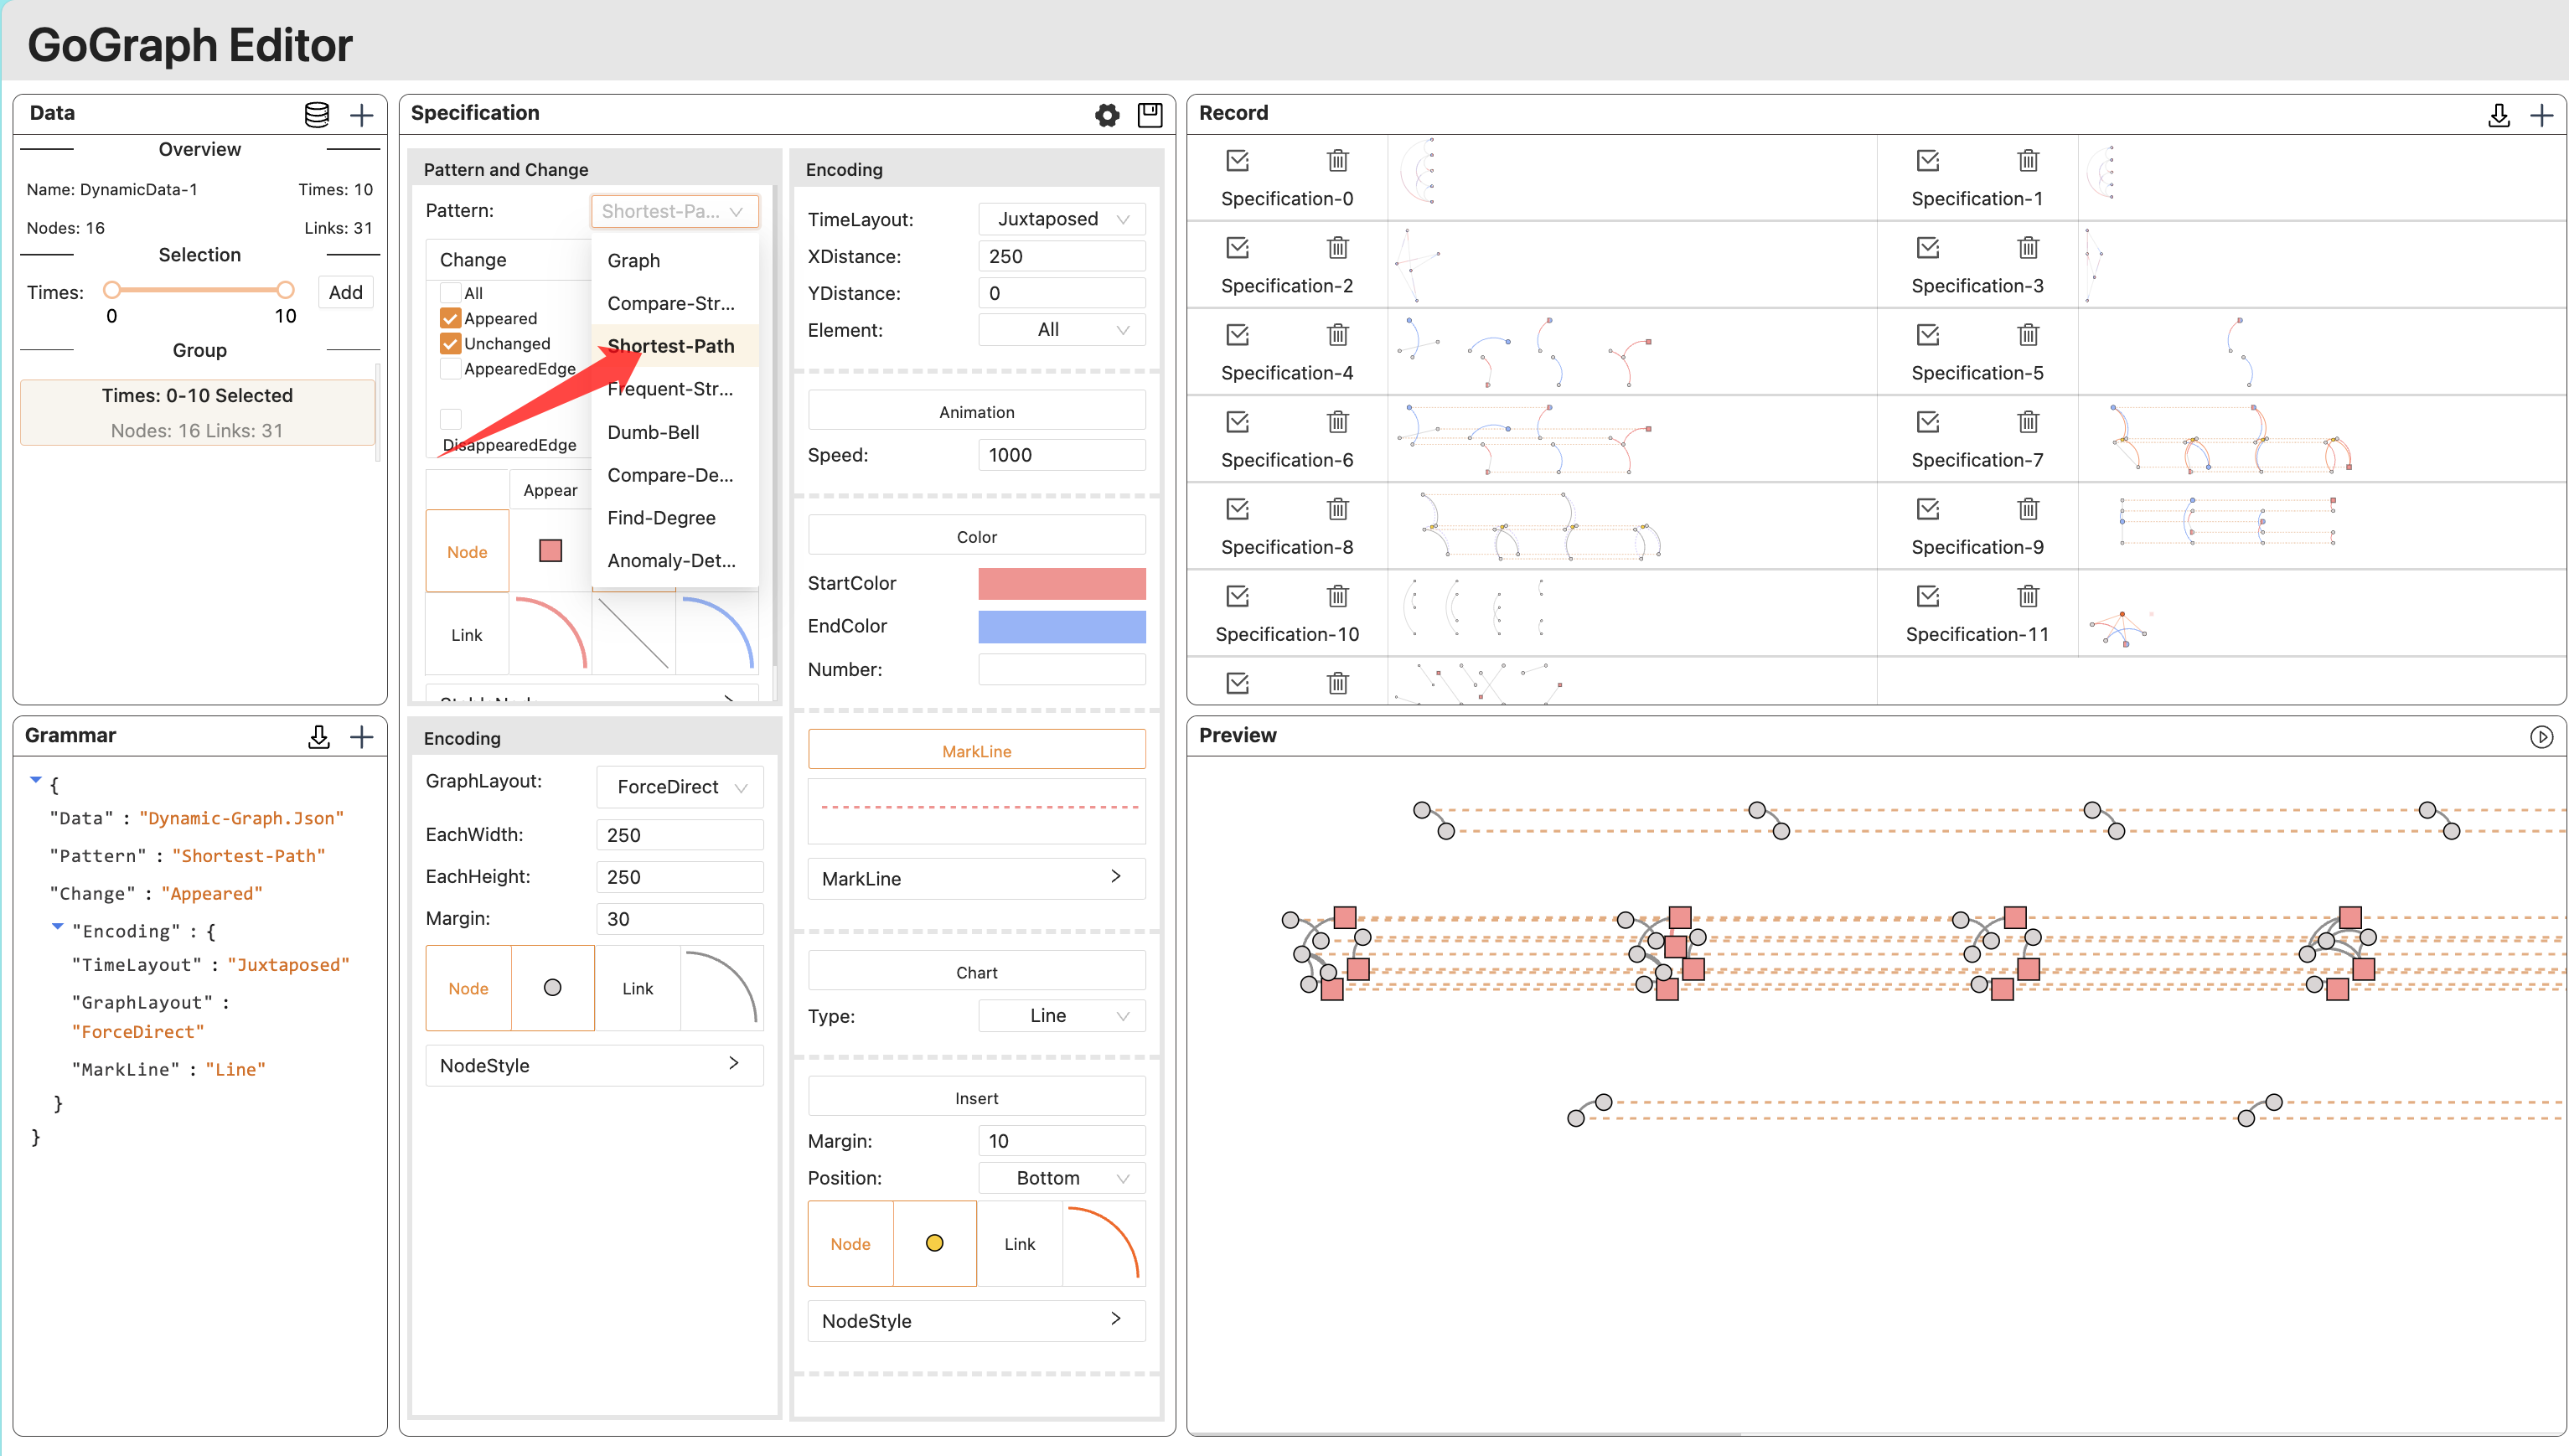 GoGraph Editor
Data
Overview
Name: DynamicData-1
Times: 10
Nodes: 16
Links: 31
Selection
Times:
Add
0
10
Group
Times: 0-10 Selected
Nodes: 16 Links: 31
Grammar
{
"Data" : "Dynamic-Graph.Json"
"Pattern" : "Shortest-Path"
"Change" : "Appeared"
"Encoding" : {
"TimeLayout" : "Juxtaposed"
"GraphLayout" :
"ForceDirect"
"MarkLine" : "Line"
}
}
Specification
Pattern and Change
Pattern:
Shortest-Pa...
Change
All
Appeared
Unchanged
AppearedEdge
DisappearedEdge
Graph
Compare-Str...
Shortest-Path
Frequent-Str...
Dumb-Bell
Compare-De...
Find-Degree
Anomaly-Det...
Appear
Node
Link
Encoding
GraphLayout:
ForceDirect
EachWidth:
250
EachHeight:
250
Margin:
30
Node
Link
NodeStyle
Encoding
TimeLayout:
Juxtaposed
XDistance:
250
YDistance:
0
Element:
All
Animation
Speed:
1000
Color
StartColor
EndColor
Number:
MarkLine
MarkLine
Chart
Type:
Line
Insert
Margin:
10
Position:
Bottom
Node
Link
NodeStyle
Record
Specification-0
Specification-1
Specification-2
Specification-3
Specification-4
Specification-5
Specification-6
Specification-7
Specification-8
Specification-9
Specification-10
Specification-11
Preview